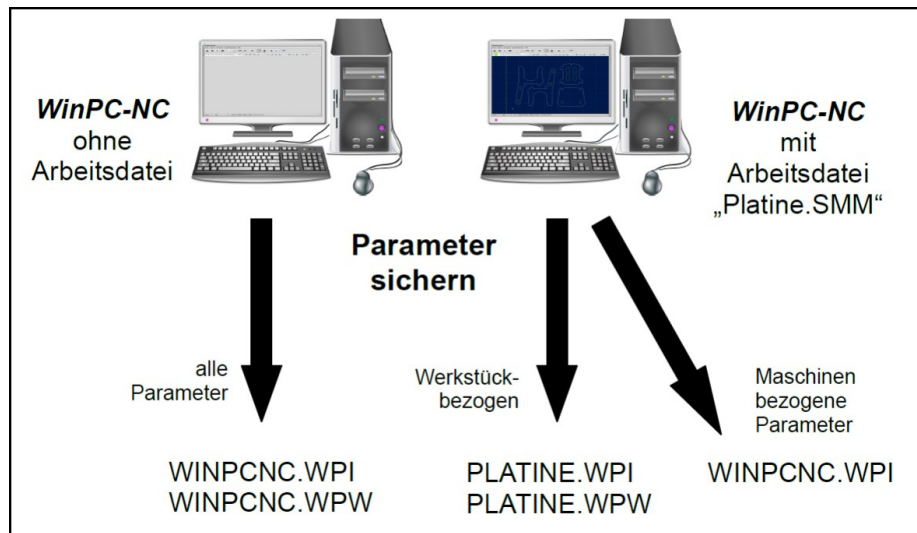 WinPC-NC
ohne
Arbeitsdatei
WinPC-NC
mit
Arbeitsdatei
„Platine.SMM“
Parameter
sichern
alle
Parameter
Werkstück-
bezogen
Maschinen
bezogene
Parameter
WINPCNC.WPI
WINPCNC.WPW
PLATINE.WPI
PLATINE.WPW
WINPCNC.WPI